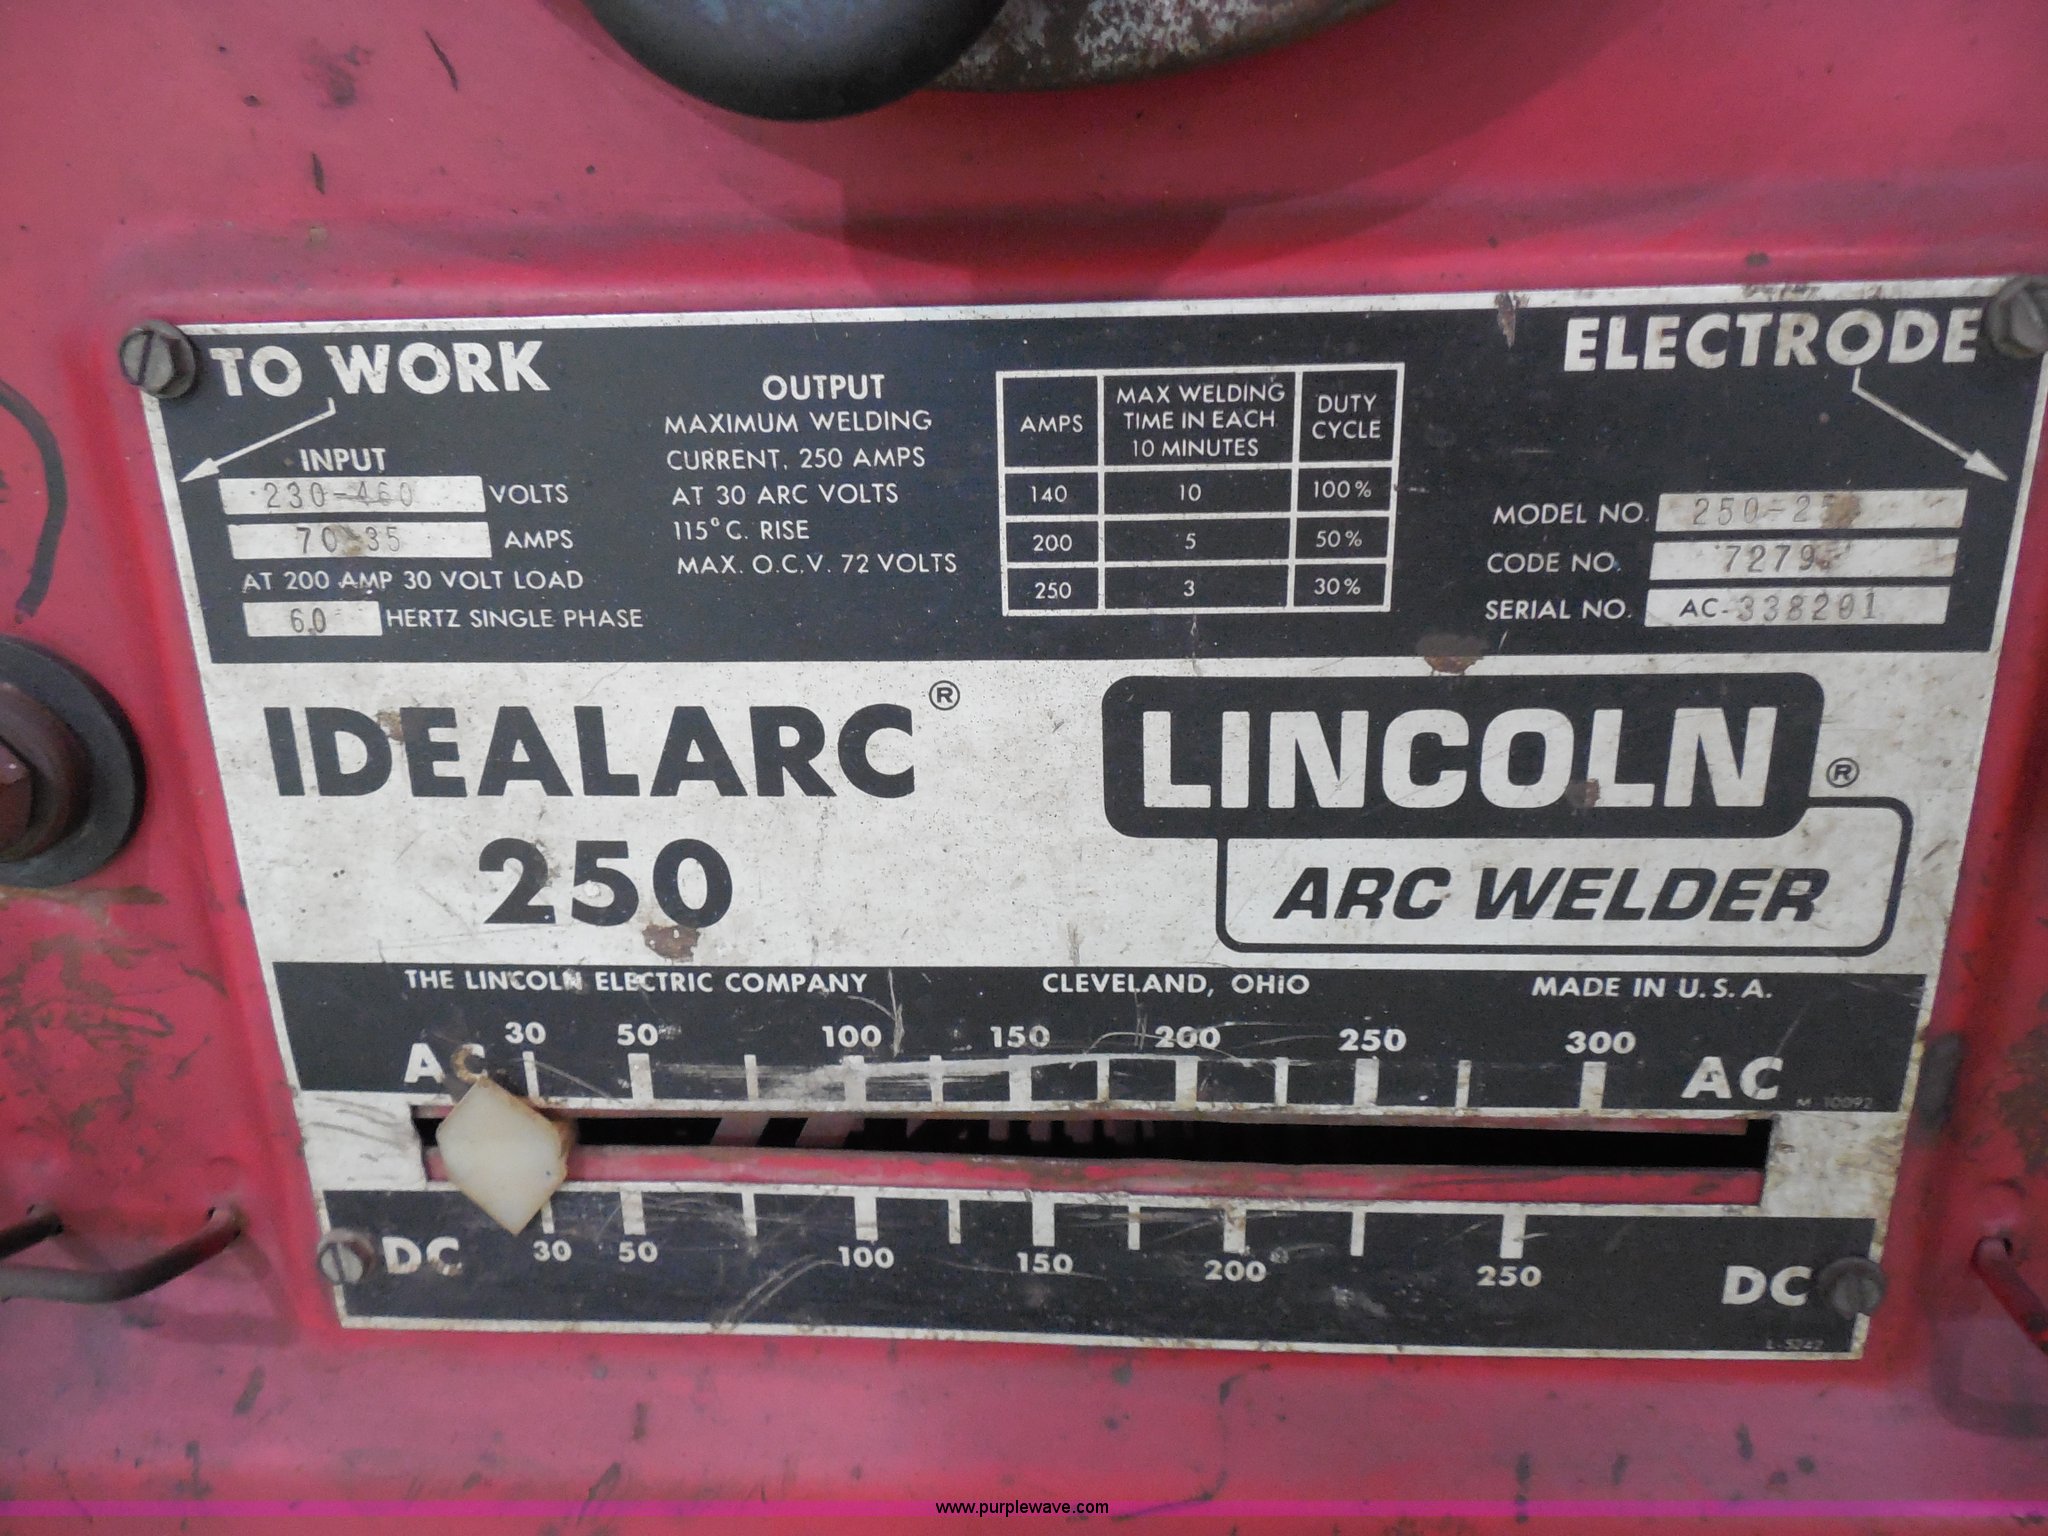 TO WORK
ELECTRODE
INPUT
230-460 VOLTS
70-35 AMPS
AT 200 AMP 30 VOLT LOAD
60 HERTZ SINGLE PHASE
OUTPUT
MAXIMUM WELDING
CURRENT, 250 AMPS
AT 30 ARC VOLTS
115° C. RISE
MAX. O.C.V. 72 VOLTS
AMPS MAX WELDING TIME IN EACH 10 MINUTES DUTY CYCLE
140 10 100%
200 5 50%
250 3 30%
MODEL NO.
CODE NO. 7279
SERIAL NO. AC-338201
IDEALARC®
250
LINCOLN®
ARC WELDER
THE LINCOLN ELECTRIC COMPANY CLEVELAND, OHiO MADE IN U.S.A.
30 50 100 150 200 250 300
AC AC
M 10092
DC 30 50 100 150 200 250 DC
L-5242
www.purplewave.com